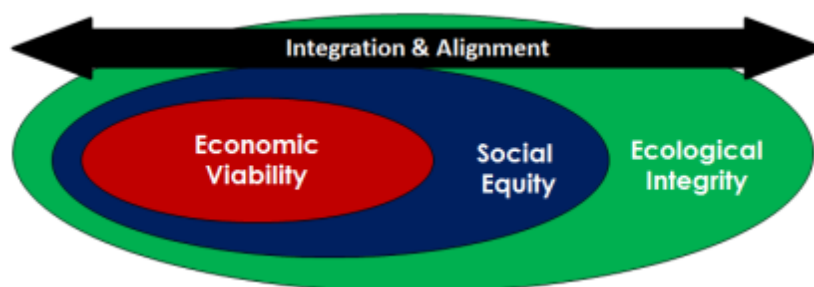 Integration & Alignment
Economic
Viability
Social
Equity
Ecological
Integrity